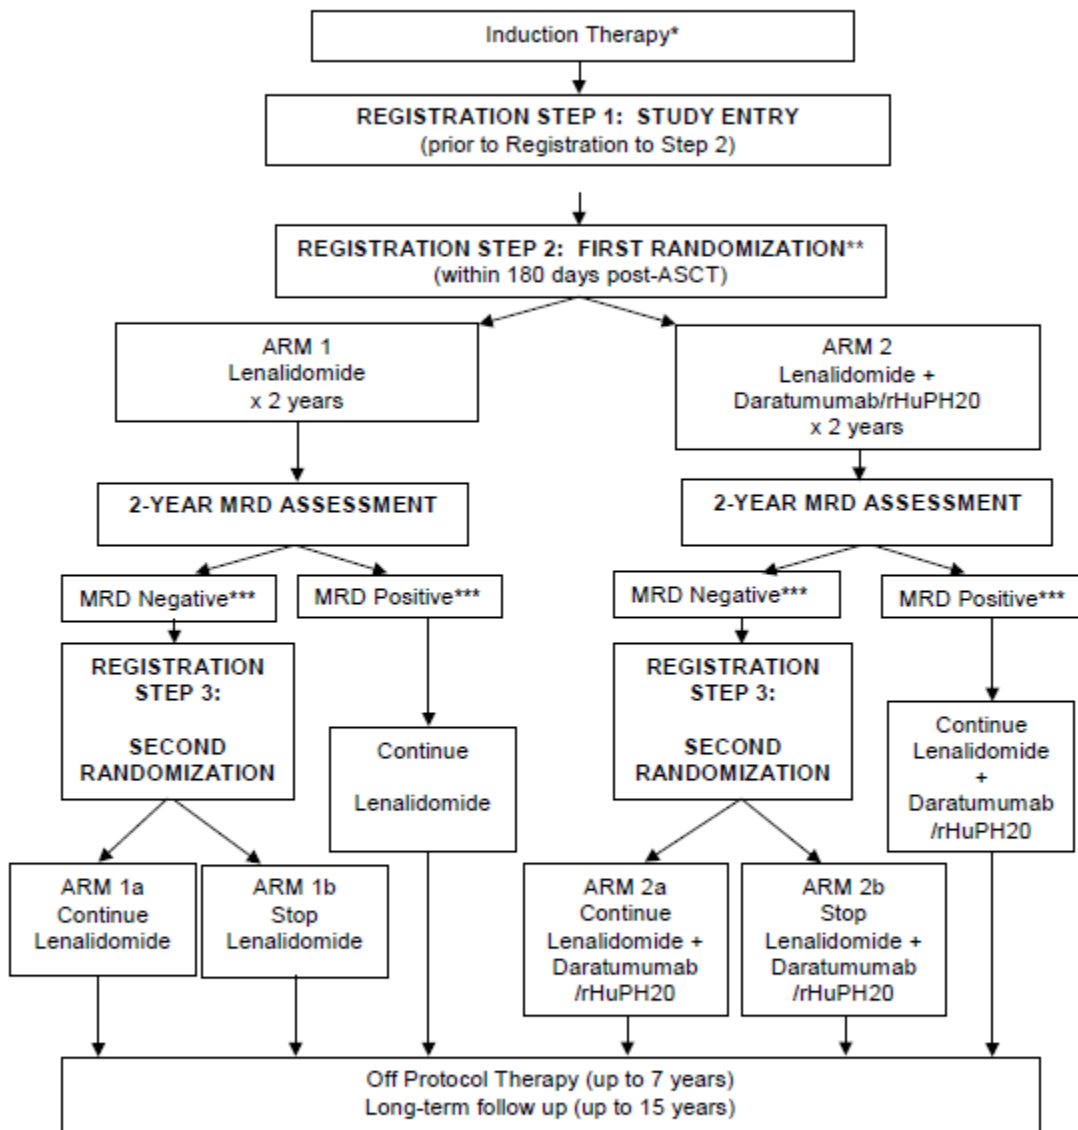 Induction Therapy*
REGISTRATION STEP 1: STUDY ENTRY
(prior to Registration to Step 2)
REGISTRATION STEP 2: FIRST RANDOMIZATION**
(within 180 days post-ASCT)
ARM 1
Lenalidomide
x 2 years
ARM 2
Lenalidomide +
Daratumumab/rHuPH20
x 2 years
2-YEAR MRD ASSESSMENT
2-YEAR MRD ASSESSMENT
MRD Negative***
MRD Positive***
MRD Negative***
MRD Positive***
REGISTRATION
STEP 3:
SECOND
RANDOMIZATION
Continue
Lenalidomide
REGISTRATION
STEP 3:
SECOND
RANDOMIZATION
Continue
Lenalidomide
+
Daratumumab
/rHuPH20
ARM 1a
Continue
Lenalidomide
ARM 1b
Stop
Lenalidomide
ARM 2a
Continue
Lenalidomide +
Daratumumab
/rHuPH20
ARM 2b
Stop
Lenalidomide +
Daratumumab
/rHuPH20
Off Protocol Therapy (up to 7 years)
Long-term follow up (up to 15 years)